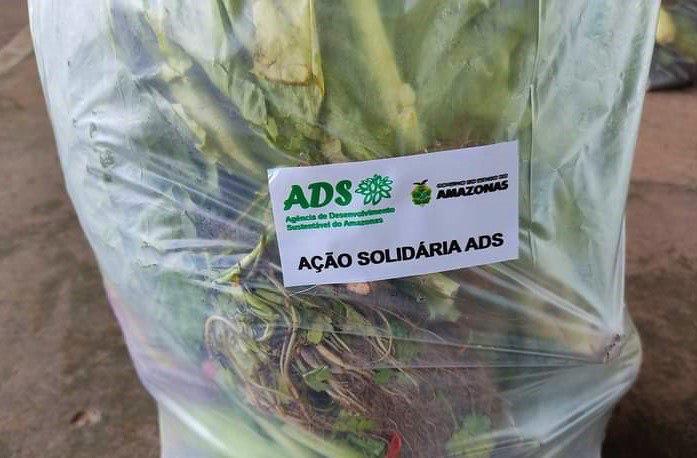 ADS
Agência de Desenvolvimento
Sustentável do Amazonas
GOVERNO DO ESTADO DO
AMAZONAS
AÇÃO SOLIDÁRIA ADS